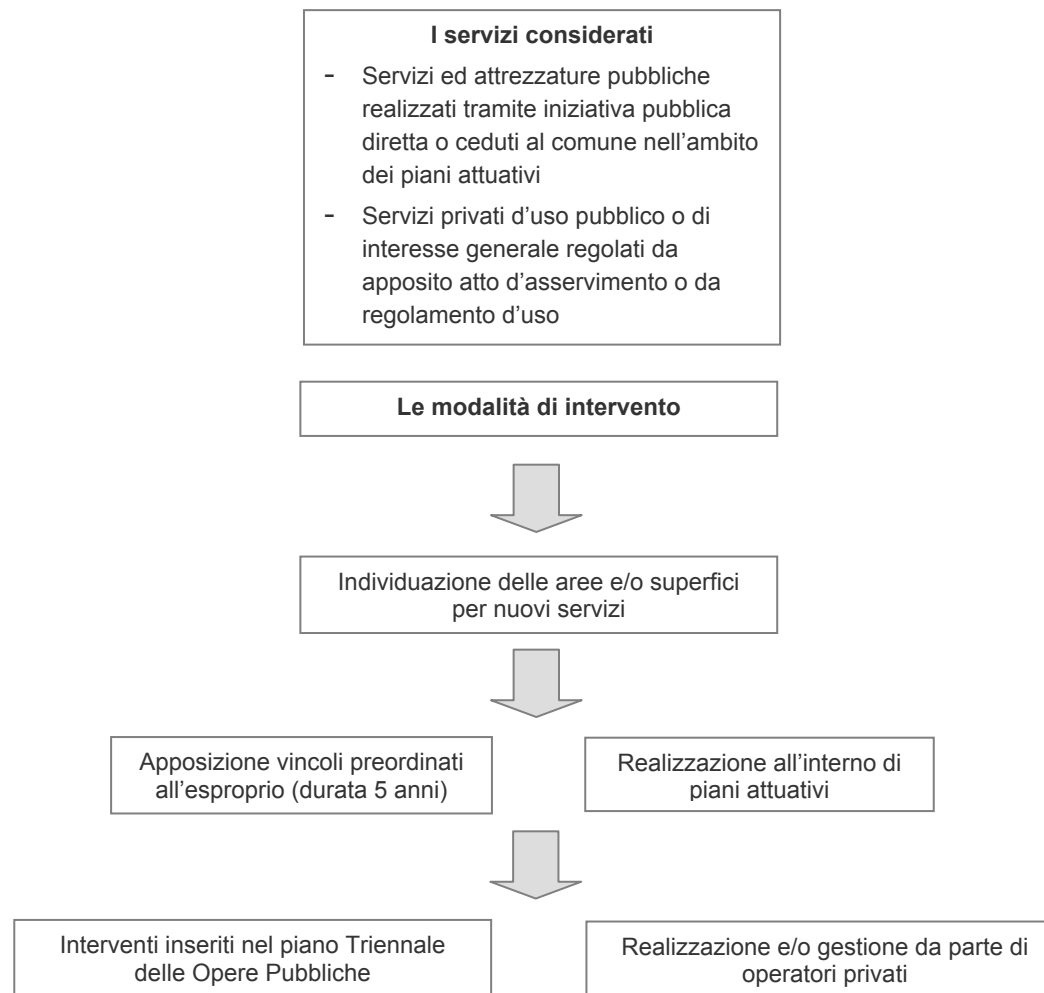 I servizi considerati
- Servizi ed attrezzature pubbliche
realizzati tramite iniziativa pubblica
diretta o ceduti al comune nell’ambito
dei piani attuativi
- Servizi privati d’uso pubblico o di
interesse generale regolati da
apposito atto d’asservimento o da
regolamento d’uso
Le modalità di intervento
Individuazione delle aree e/o superfici
per nuovi servizi
Apposizione vincoli preordinati
all’esproprio (durata 5 anni)
Realizzazione all’interno di
piani attuativi
Interventi inseriti nel piano Triennale
delle Opere Pubbliche
Realizzazione e/o gestione da parte di
operatori privati